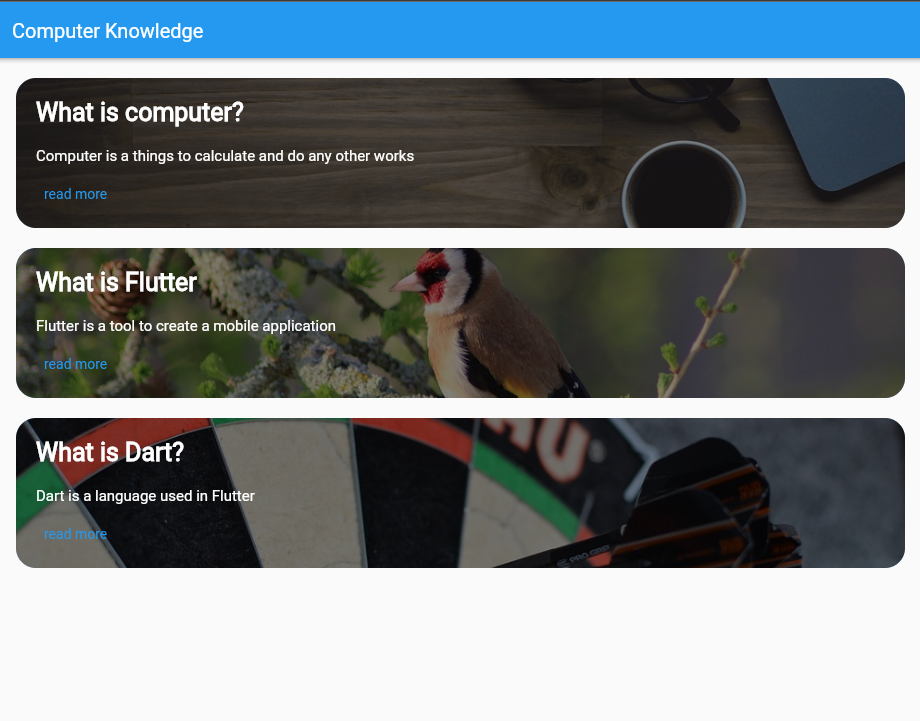 Computer Knowledge
What is computer?
Computer is a things to calculate and do any other works
read more
What is Flutter
Flutter is a tool to create a mobile application
read more
What is Dart?
Dart is a language used in Flutter
read more
PRO GRIP